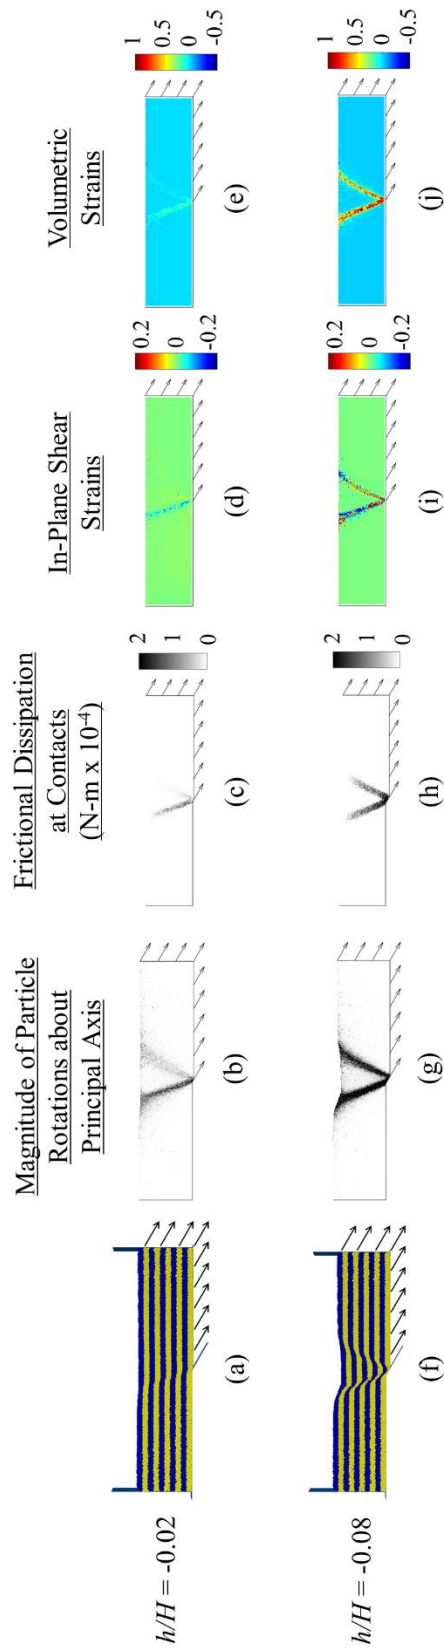 Magnitude of Particle
Rotations about
Principal Axis
Frictional Dissipation
at Contacts
(N-m x 10⁻⁴)
In-Plane Shear
Strains
Volumetric
Strains
h/H = -0.02
2
1
0
0.2
0
-0.2
1
0.5
0
-0.5
(a)
(b)
(c)
(d)
(e)
h/H = -0.08
2
1
0
0.2
0
-0.2
1
0.5
0
-0.5
(f)
(g)
(h)
(i)
(j)